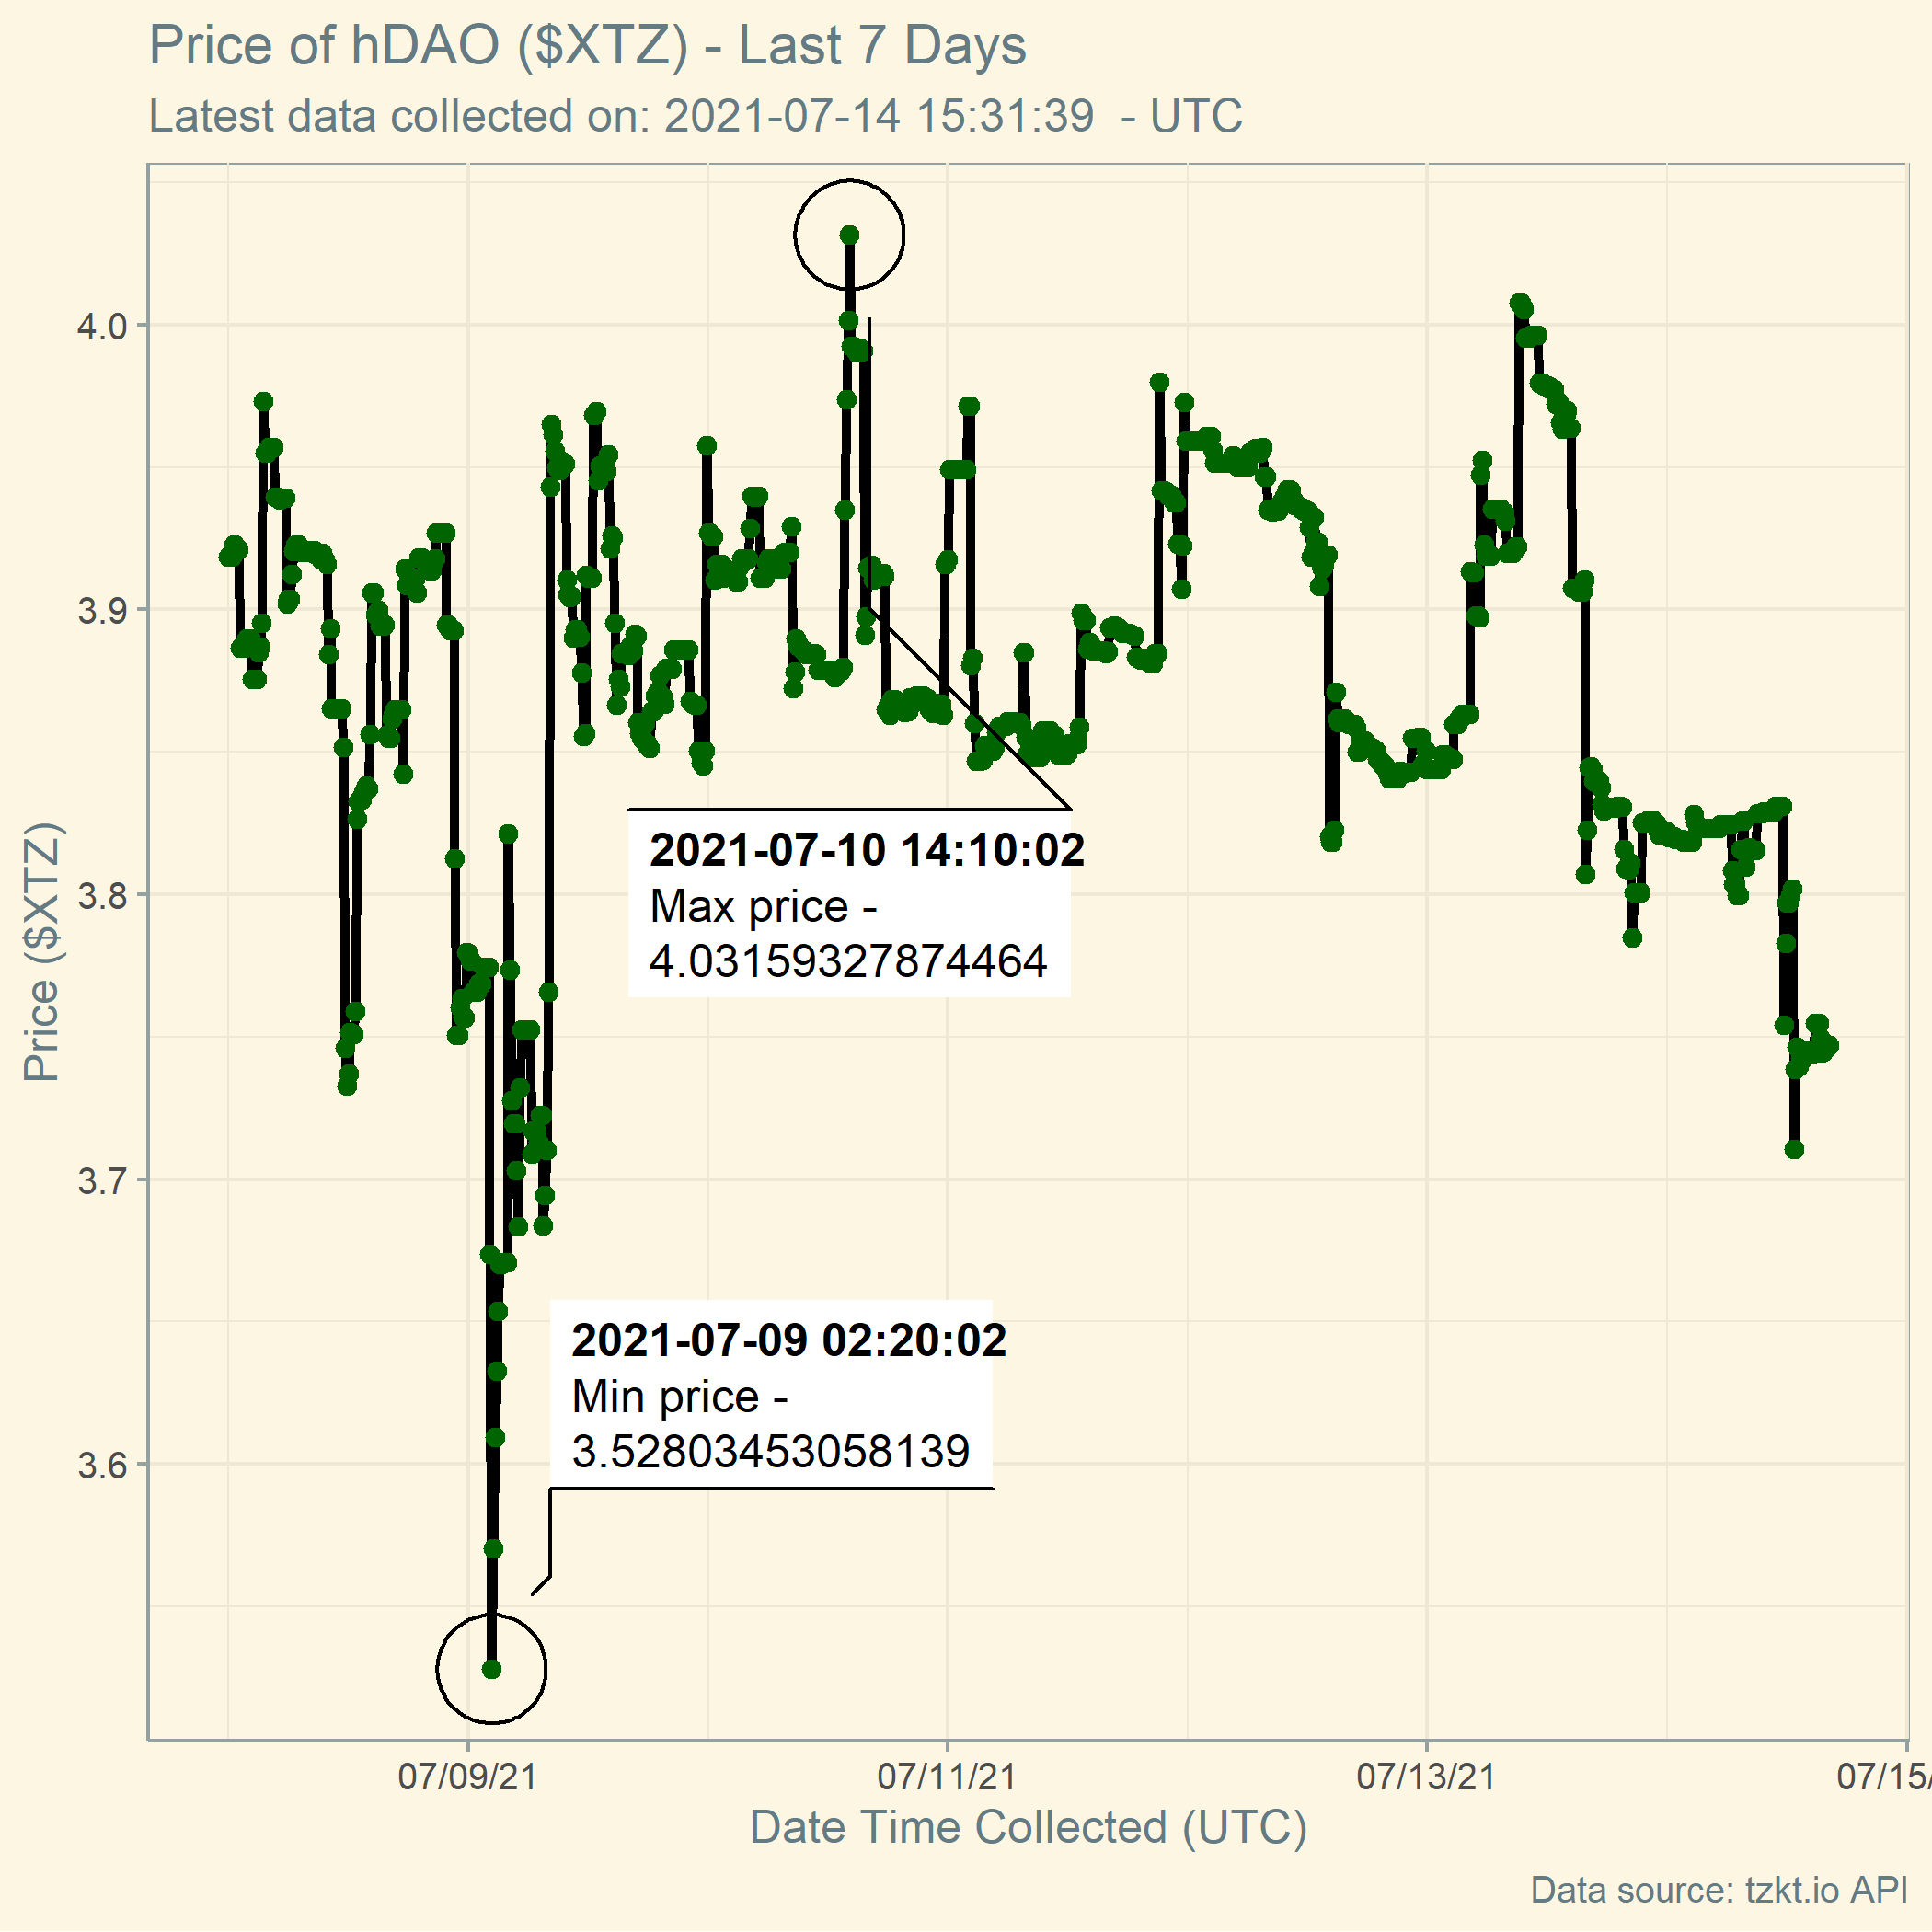 Price of hDAO ($XTZ) - Last 7 Days
Latest data collected on: 2021-07-14 15:31:39  - UTC
Price ($XTZ)
4.0
3.9
3.8
3.7
3.6
2021-07-10 14:10:02
Max price -
4.03159327874464
2021-07-09 02:20:02
Min price -
3.52803453058139
07/09/21
07/11/21
07/13/21
07/15/
Date Time Collected (UTC)
Data source: tzkt.io API